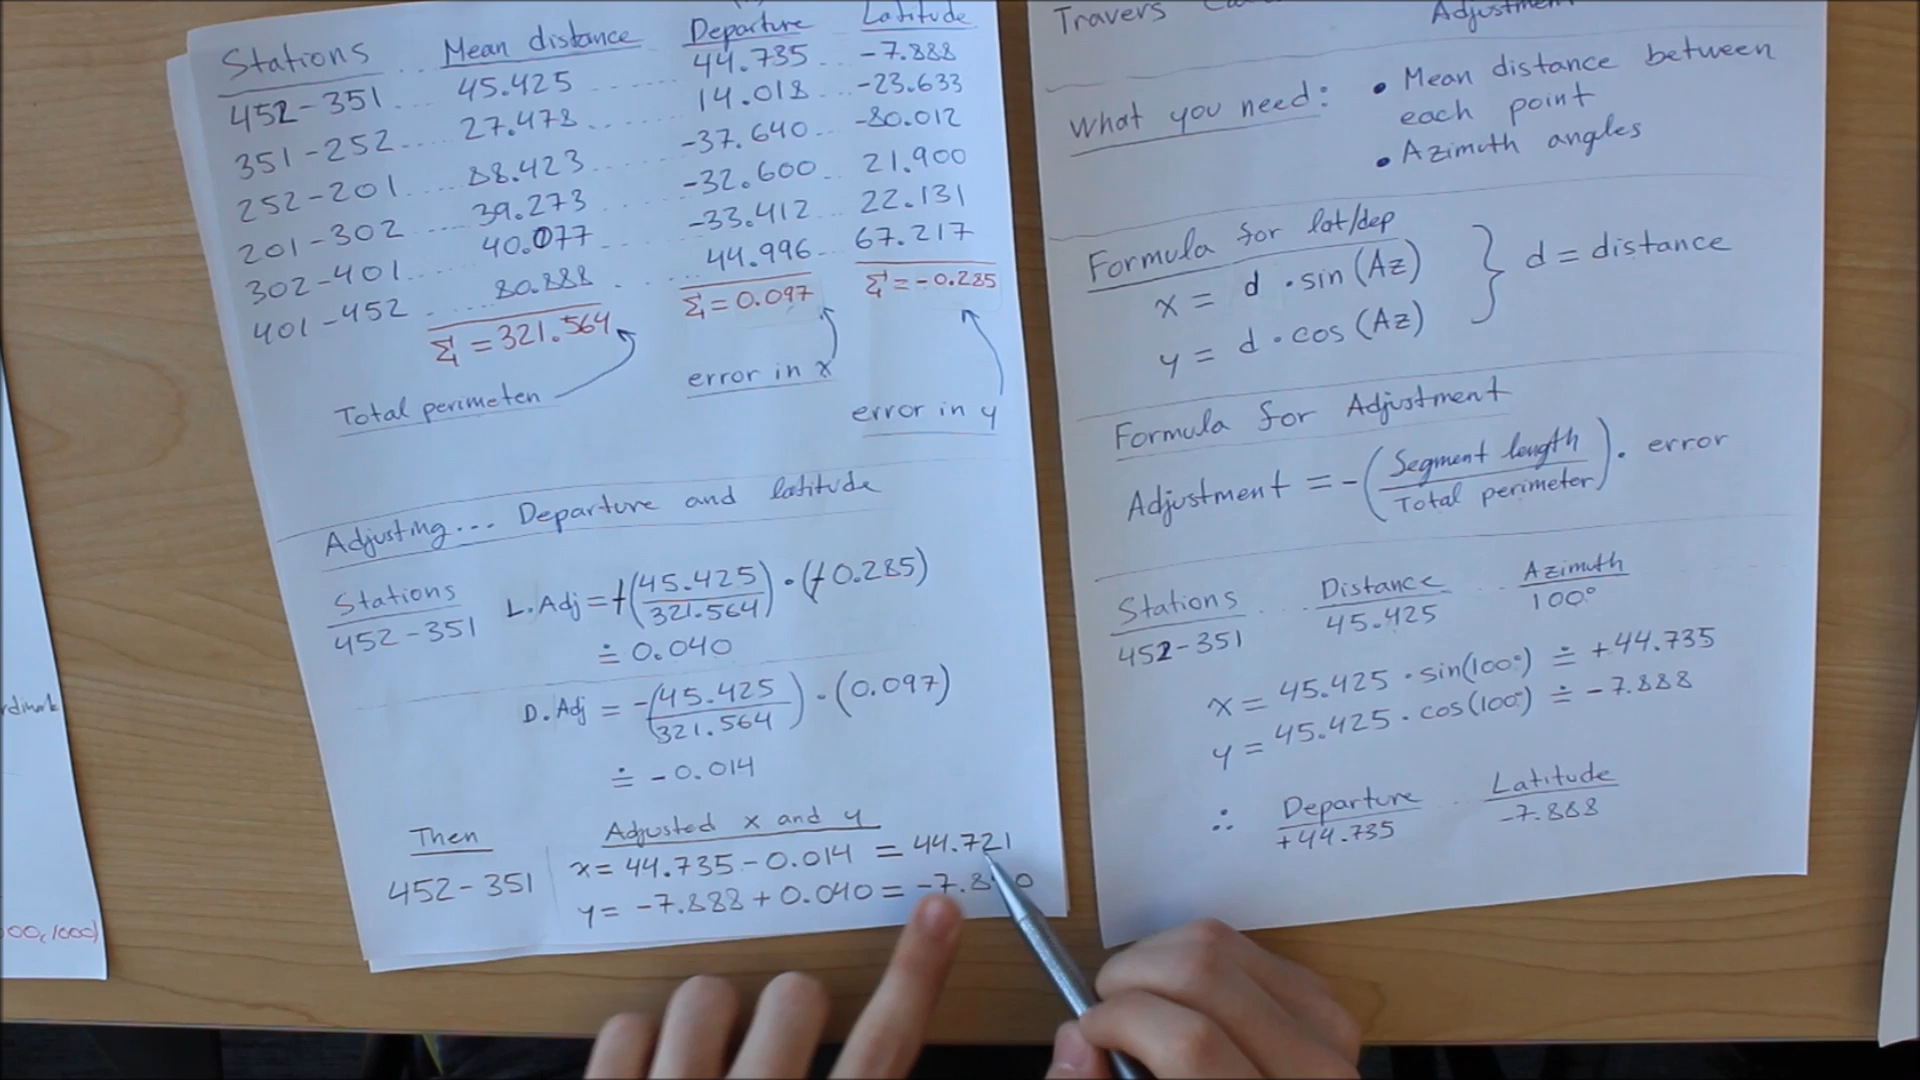 Stations Mean distance Departure Latitude
452-351 45.425 44.735 -7.888
351-252 27.478 14.018 -23.633
252-201 88.423 -37.640 -80.012
201-302 39.273 -32.600 21.900
302-401 40.077 -33.412 22.131
401-452 80.888 44.996 67.217
Σ = 321.564 Σ = 0.097 Σ = -0.285
Total perimeten
error in x
error in y
Adjusting... Departure and latitude
Stations
452-351
L.Adj = +(45.425/321.564) · (+0.285)
≐ 0.040
D.Adj = -(45.425/321.564) · (0.097)
≐ -0.014
Then
452-351
Adjusted x and y
x = 44.735 - 0.014 = 44.721
y = -7.888 + 0.040 =
Travers
Adjustment
What you need: • Mean distance between
each point
• Azimuth angles
Formula for lat/dep
x = d · sin (Az)
y = d · cos (Az)
} d = distance
Formula for Adjustment
Adjustment = -(Segment length/Total perimeter) · error
Stations Distance Azimuth
452-351 45.425 100°
x = 45.425 · sin(100°) ≐ +44.735
y = 45.425 · cos(100°) ≐ -7.888
∴ Departure Latitude
+44.735 -7.888